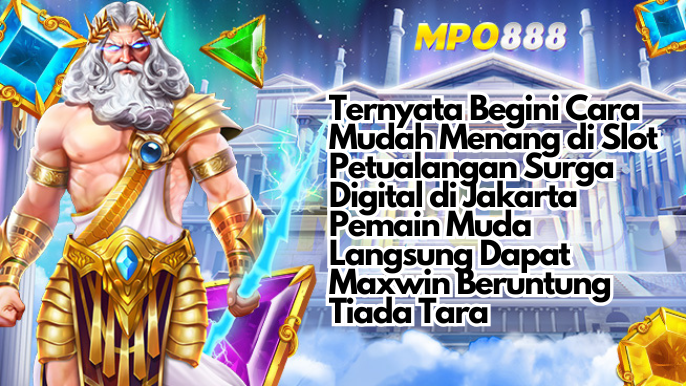 MPO888
Ternyata Begini Cara
Mudah Menang di Slot
Petualangan Surga
Digital di Jakarta
Pemain Muda
Langsung Dapat
Maxwin Beruntung
Tiada Tara